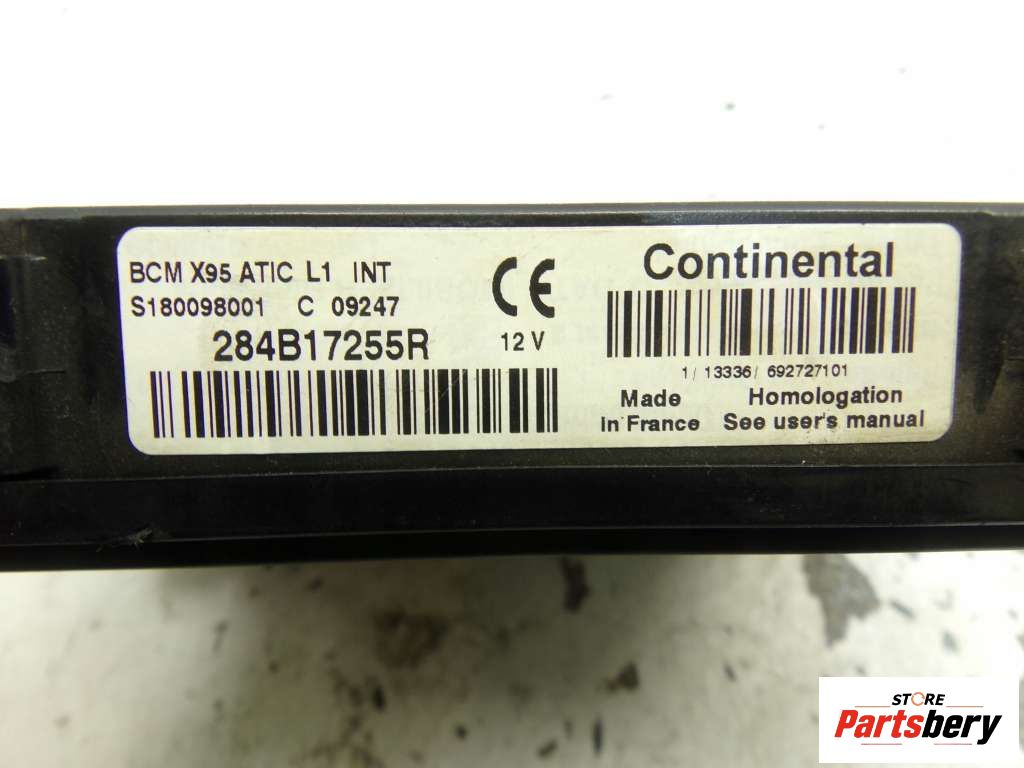 BCM X95 ATIC L1 INT
S180098001 C 09247
284B17255R
CE
12 V
Continental
1/ 13336/ 692727101
Made
in France
Homologation
See user's manual
STORE
Partsbery